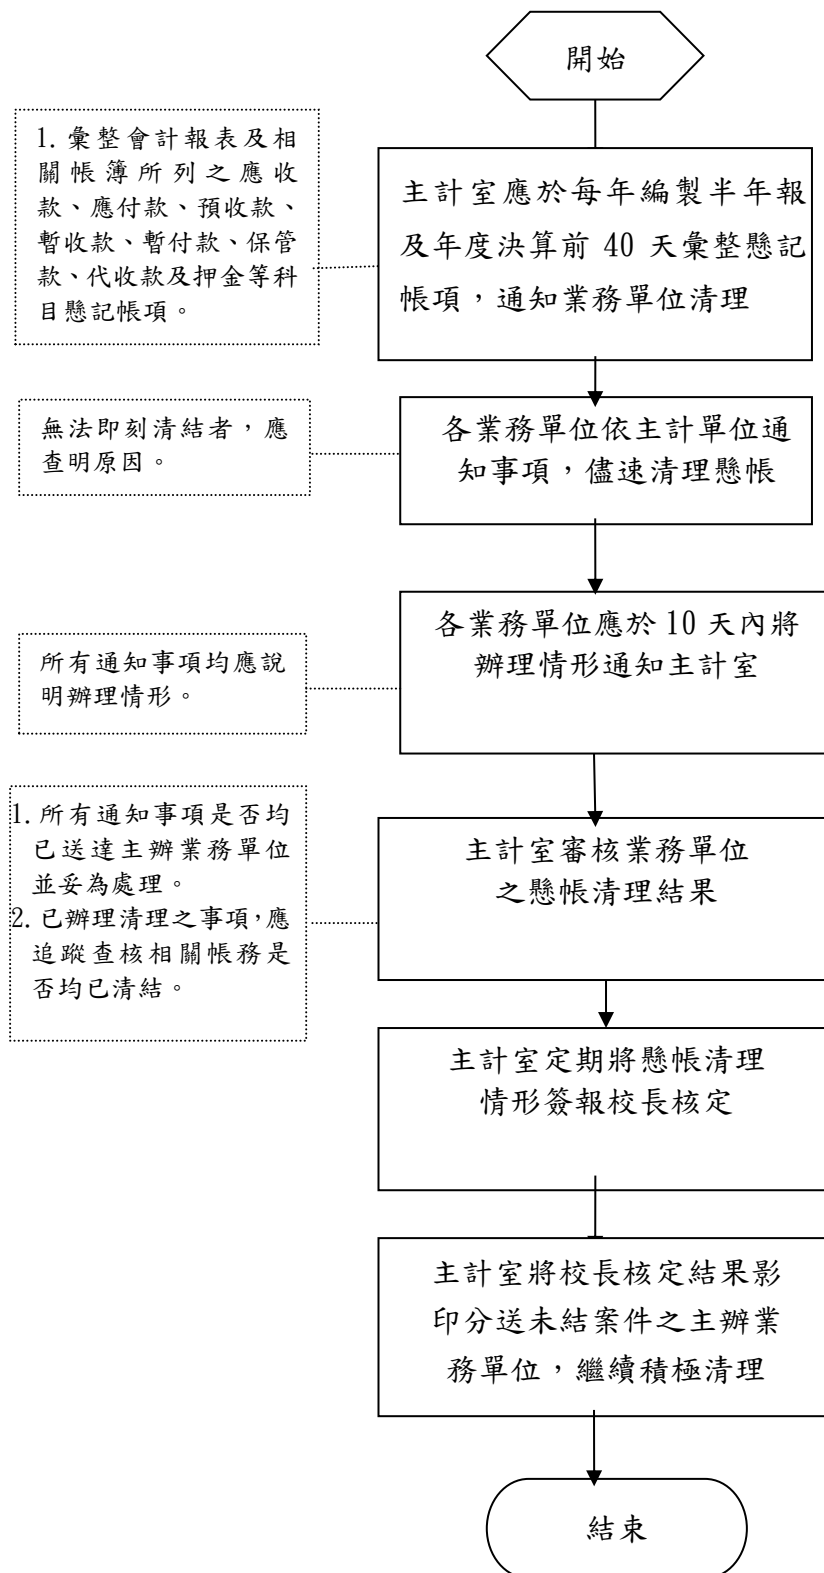 開始
1. 彙整會計報表及相
關帳簿所列之應收
款、應付款、預收款、
暫收款、暫付款、保管
款、代收款及押金等科
目懸記帳項。
主計室應於每年編製半年報
及年度決算前 40 天彙整懸記
帳項，通知業務單位清理
無法即刻清結者，應
查明原因。
各業務單位依主計單位通
知事項，儘速清理懸帳
所有通知事項均應說
明辦理情形。
各業務單位應於 10 天內將
辦理情形通知主計室
1. 所有通知事項是否均
已送達主辦業務單位
並妥為處理。
2. 已辦理清理之事項，應
追蹤查核相關帳務是
否均已清結。
主計室審核業務單位
之懸帳清理結果
主計室定期將懸帳清理
情形簽報校長核定
主計室將校長核定結果影
印分送未結案件之主辦業
務單位，繼續積極清理
結束